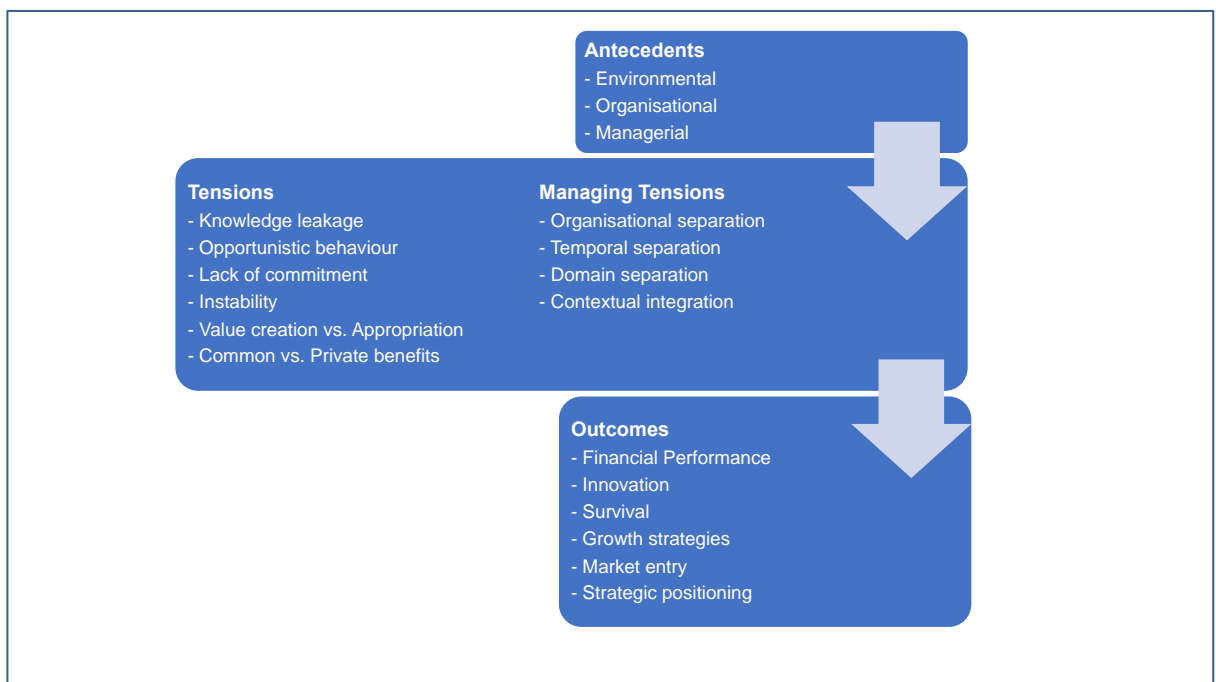 Antecedents
- Environmental
- Organisational
- Managerial
Tensions
- Knowledge leakage
- Opportunistic behaviour
- Lack of commitment
- Instability
- Value creation vs. Appropriation
- Common vs. Private benefits
Managing Tensions
- Organisational separation
- Temporal separation
- Domain separation
- Contextual integration
Outcomes
- Financial Performance
- Innovation
- Survival
- Growth strategies
- Market entry
- Strategic positioning